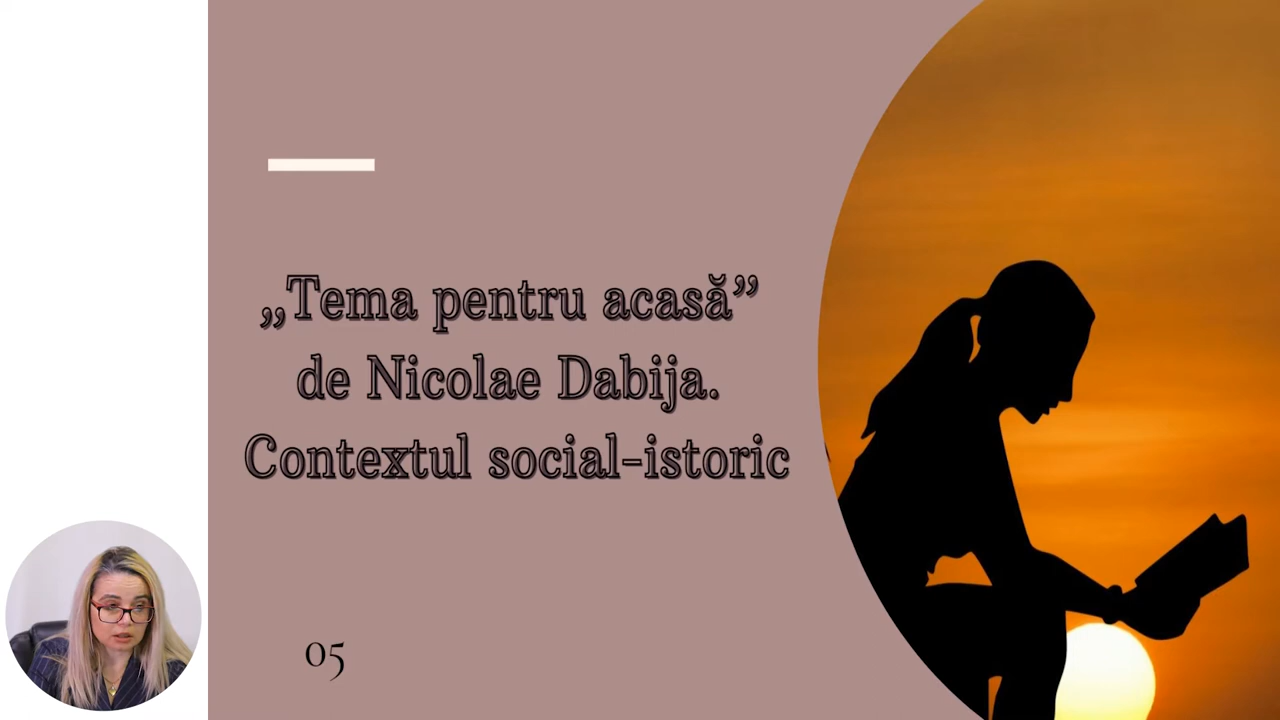 „Tema pentru acasă”
de Nicolae Dabija.
Contextul social-istoric
05